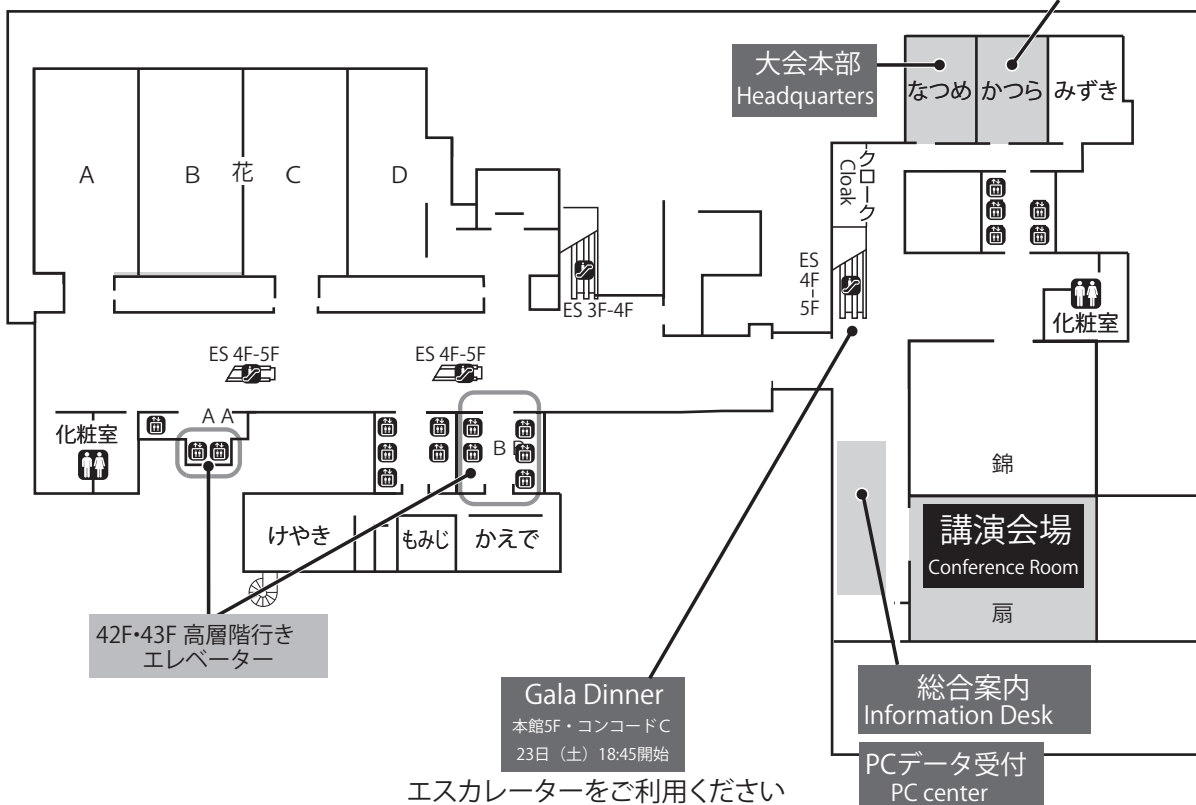 大会本部
Headquarters
なつめ
かつら
みずき
A
B
花
C
D
クローク
Cloak
ES
4F
-
5F
ES 3F-4F
化粧室
ES 4F-5F
ES 4F-5F
化粧室
A A
B B
錦
講演会場
Conference Room
扇
けやき
もみじ
かえで
42F・43F 高層階行き
エレベーター
Gala Dinner
本館5F・コンコードC
23日（土）18:45開始
エスカレーターをご利用ください
総合案内
Information Desk
PCデータ受付
PC center